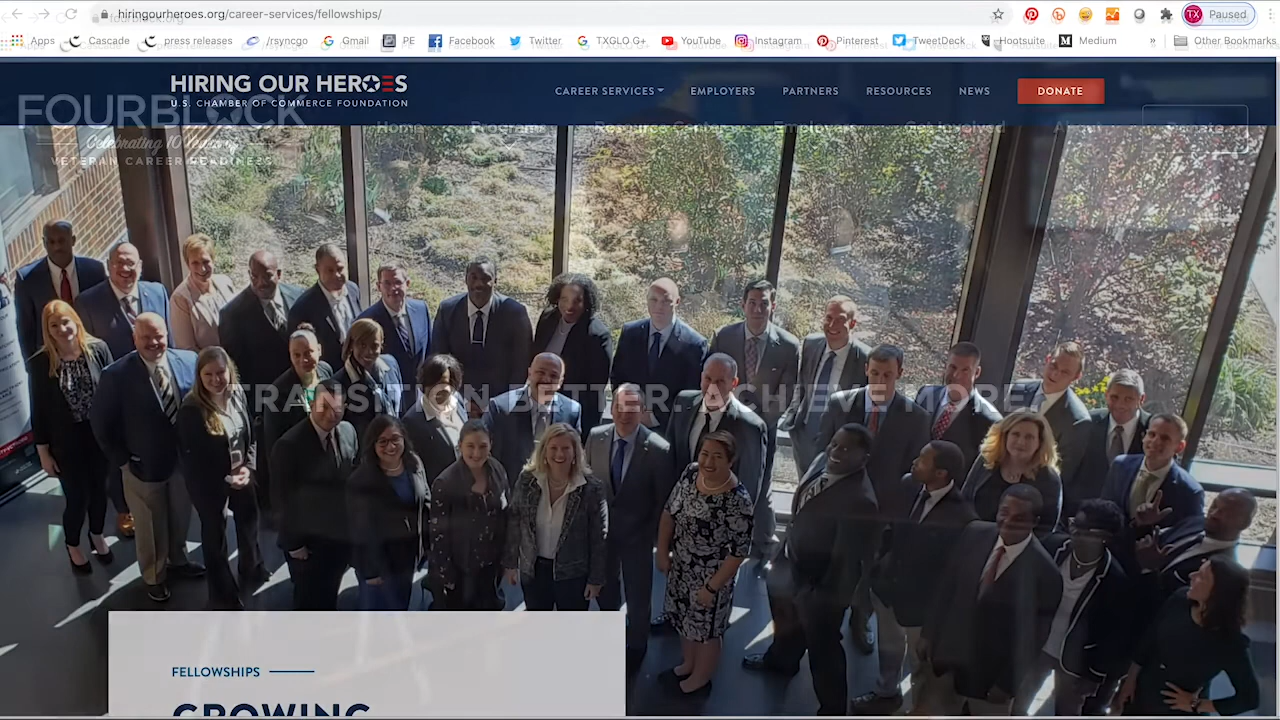 hiringourheroes.org/career-services/fellowships/
Paused
Apps Cascade press releases /rsyncgo Gmail PE Facebook Twitter TXGLO G+ YouTube Instagram Pinterest TweetDeck Hootsuite Medium » Other Bookmarks
HIRING OUR HEROES
U.S. CHAMBER OF COMMERCE FOUNDATION
CAREER SERVICES EMPLOYERS PARTNERS RESOURCES NEWS DONATE
FOURBLOCK
Celebrating 10 Years of
VETERAN CAREER READINESS
Home Programs Resource Center Employers Get Involved About Donate
TRANSITION BETTER. ACHIEVE MORE.
FELLOWSHIPS
GROWING